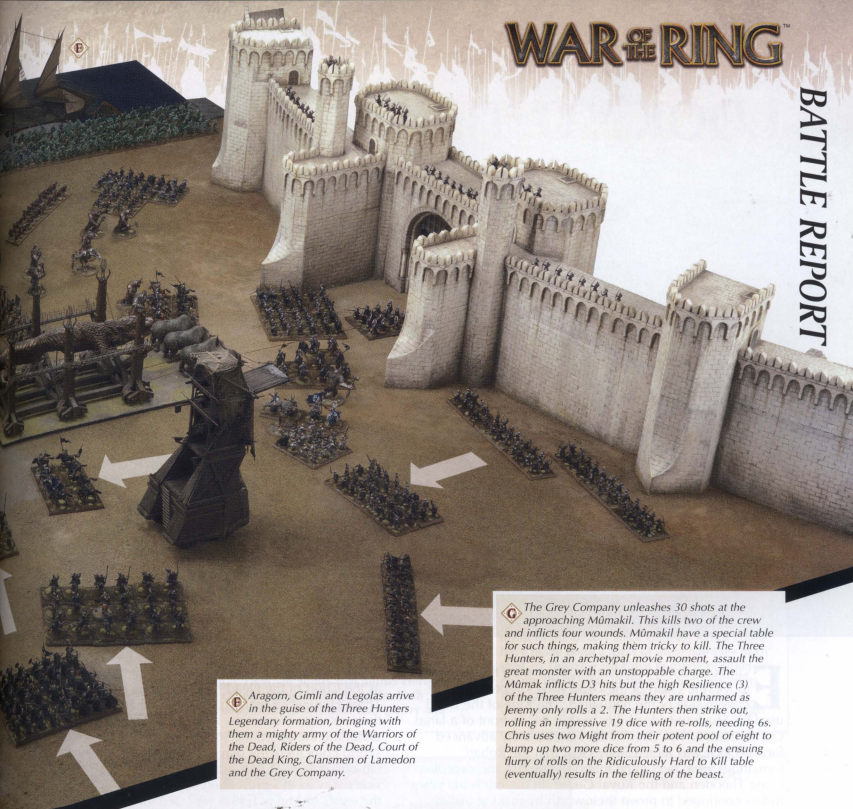 WAR OF THE RING™
BATTLE REPORT
F
F Aragorn, Gimli and Legolas arrive
in the guise of the Three Hunters
Legendary formation, bringing with
them a mighty army of the Warriors of
the Dead, Riders of the Dead, Court of
the Dead King, Clansmen of Lamedon
and the Grey Company.
G The Grey Company unleashes 30 shots at the
approaching Mûmakil. This kills two of the crew
and inflicts four wounds. Mûmakil have a special table
for such things, making them tricky to kill. The Three
Hunters, in an archetypal movie moment, assault the
great monster with an unstoppable charge. The
Mûmak inflicts D3 hits but the high Resilience (3)
of the Three Hunters means they are unharmed as
Jeremy only rolls a 2. The Hunters then strike out,
rolling an impressive 19 dice with re-rolls, needing 6s.
Chris uses two Might from their potent pool of eight to
bump up two more dice from 5 to 6 and the ensuing
flurry of rolls on the Ridiculously Hard to Kill table
(eventually) results in the felling of the beast.